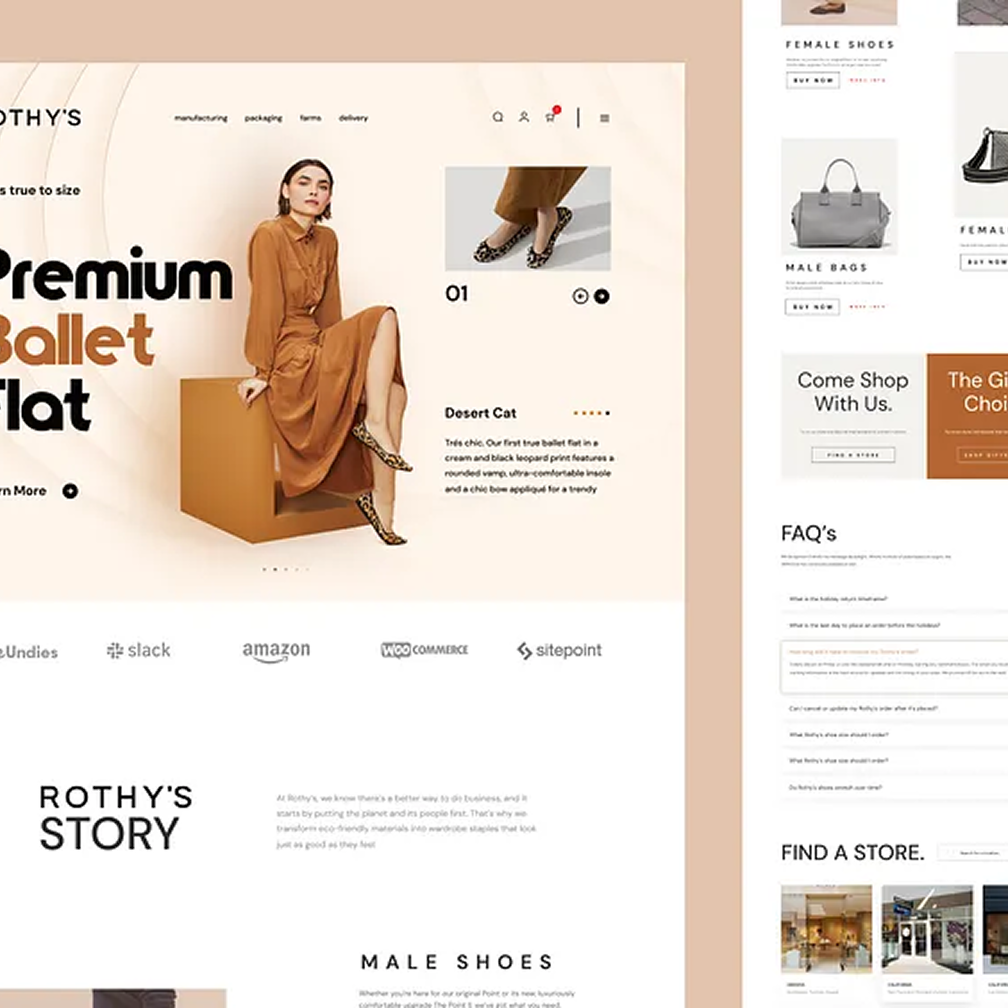 OTHY'S
manufacturing packaging farms delivery
s true to size
Premium
Ballet
Flat
rn More
01
Desert Cat
Trés chic. Our first true ballet flat in a
cream and black leopard print features a
rounded vamp, ultra-comfortable insole
and a chic bow appliqué for a trendy
eUndies
slack
amazon
WOO COMMERCE
sitepoint
ROTHY'S
STORY
At Rothy's, we know there's a better way to do business, and it
starts by putting the planet and its people first. That's why we
transform eco-friendly materials into wardrobe staples that look
just as good as they feel
MALE SHOES
Whether you're here for our original Point or its new, luxuriously
comfortable upgrade The Point II, we've got what you need.
FEMALE SHOES
BUY NOW MORE INFO
MALE BAGS
BUY NOW MORE INFO
FEMAL
BUY NOW
Come Shop
With Us.
FIND A STORE
The Gi
Choi
SHOP GIFT
FAQ's
What is the holiday return timeframe?
What is the last day to place an order before the holidays?
How long will it take to receive my Rothy's order?
Can I cancel or update my Rothy's order after it's placed?
What Rothy's shoe size should I order?
What Rothy's shoe size should I order?
Do Rothy's shoes stretch over time?
FIND A STORE.